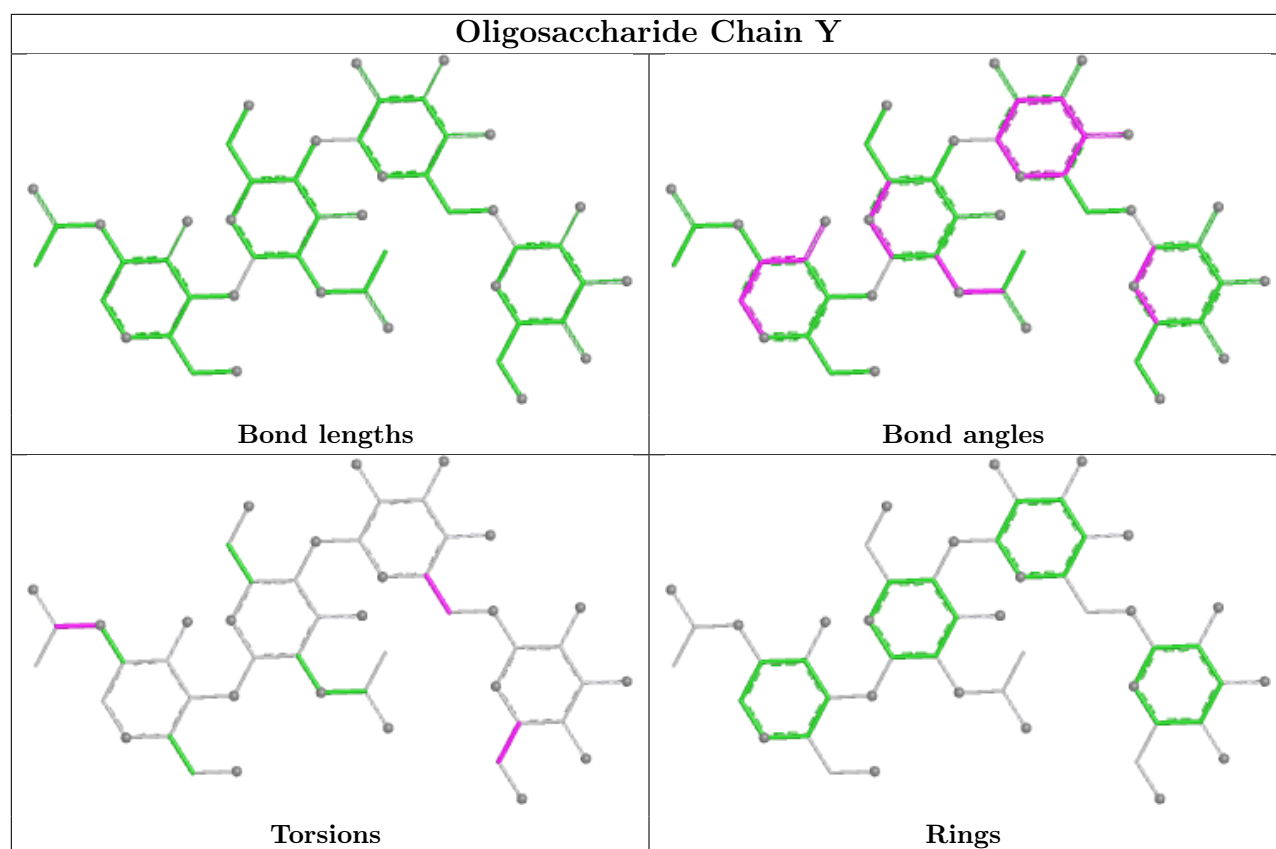 Oligosaccharide Chain Y
Bond lengths
Bond angles
Torsions
Rings